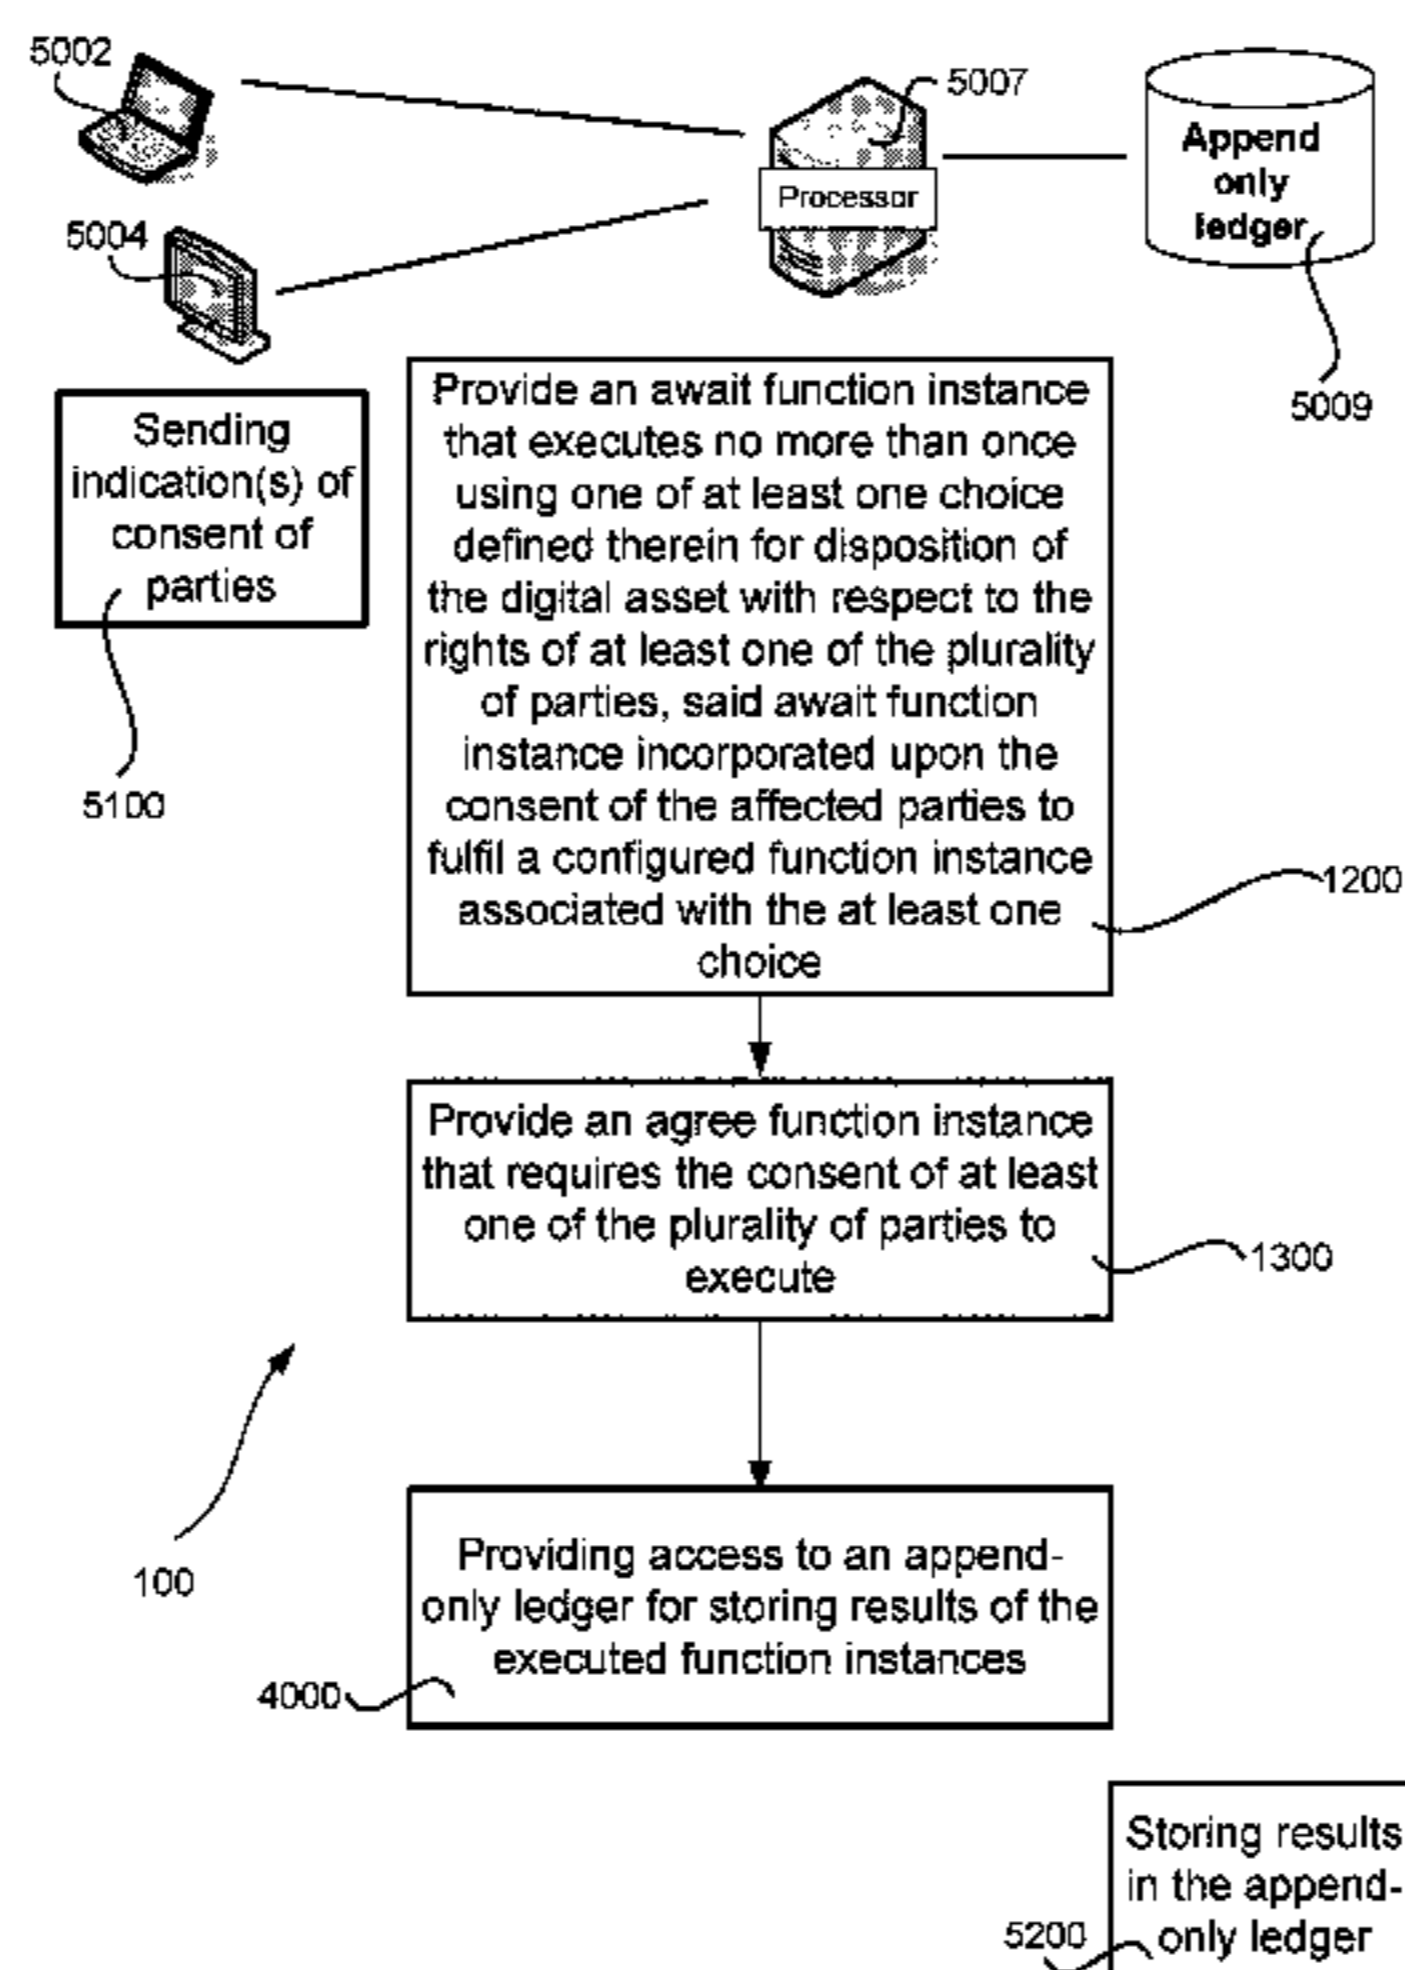 5002
5007
Append
only
ledger
Processor
5004
5009
Sending
indication(s) of
consent of
parties
5100
Provide an await function instance
that executes no more than once
using one of at least one choice
defined therein for disposition of
the digital asset with respect to the
rights of at least one of the plurality
of parties, said await function
instance incorporated upon the
consent of the affected parties to
fulfil a configured function instance
associated with the at least one
choice
1200
Provide an agree function instance
that requires the consent of at least
one of the plurality of parties to
execute
1300
100
Providing access to an append-
only ledger for storing results of the
executed function instances
4000
Storing results
in the append-
only ledger
5200